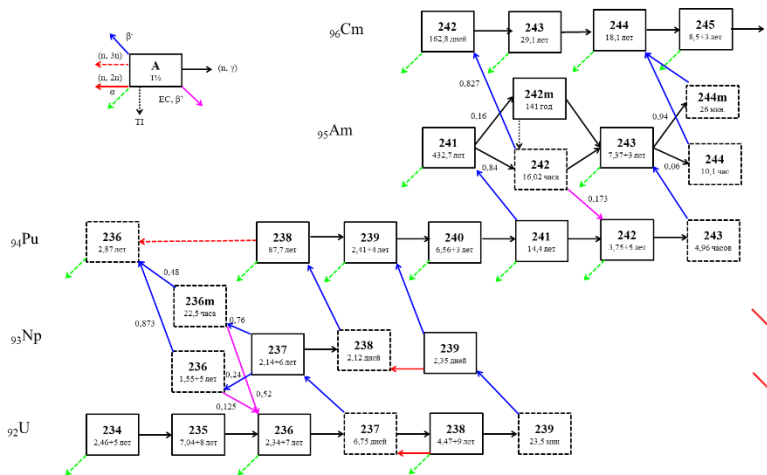 β⁻
(n, 3n)
A
T½
(n, γ)
(n, 2n)
α
EC, β⁺
TI
₉₆Cm
242
162,8 дней
243
29,1 лет
244
18,1 лет
245
8,5+3 лет
0,827
242m
141 год
0,94
244m
26 мин.
0,16
₉₅Am
241
432,7 лет
243
7,37+3 лет
0,84
242
16,02 часа
0,06
244
10,1 час
0,173
₉₄Pu
236
2,87 лет
238
87,7 лет
239
2,41+4 лет
240
6,56+3 лет
241
14,4 лет
242
3,75+5 лет
243
4,96 часов
0,48
236m
22,5 часа
0,873
0,76
₉₃Np
237
2,14+6 лет
238
2,12 дней
239
2,35 дней
236
1,55+5 лет
0,24
0,52
0,125
₉₂U
234
2,46+5 лет
235
7,04+8 лет
236
2,34+7 лет
237
6,75 дней
238
4,47+9 лет
239
23,5 мин